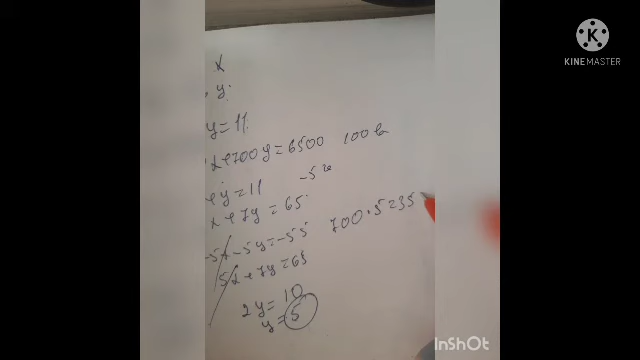 x
y.
y=11
x+700y=6500 100 b
+y=11 -5 ге
x+7y=65
-5x-5y=-55 700.5=35
5x+7y=65
2y=10
y=5
K
KINEMASTER
InShOt